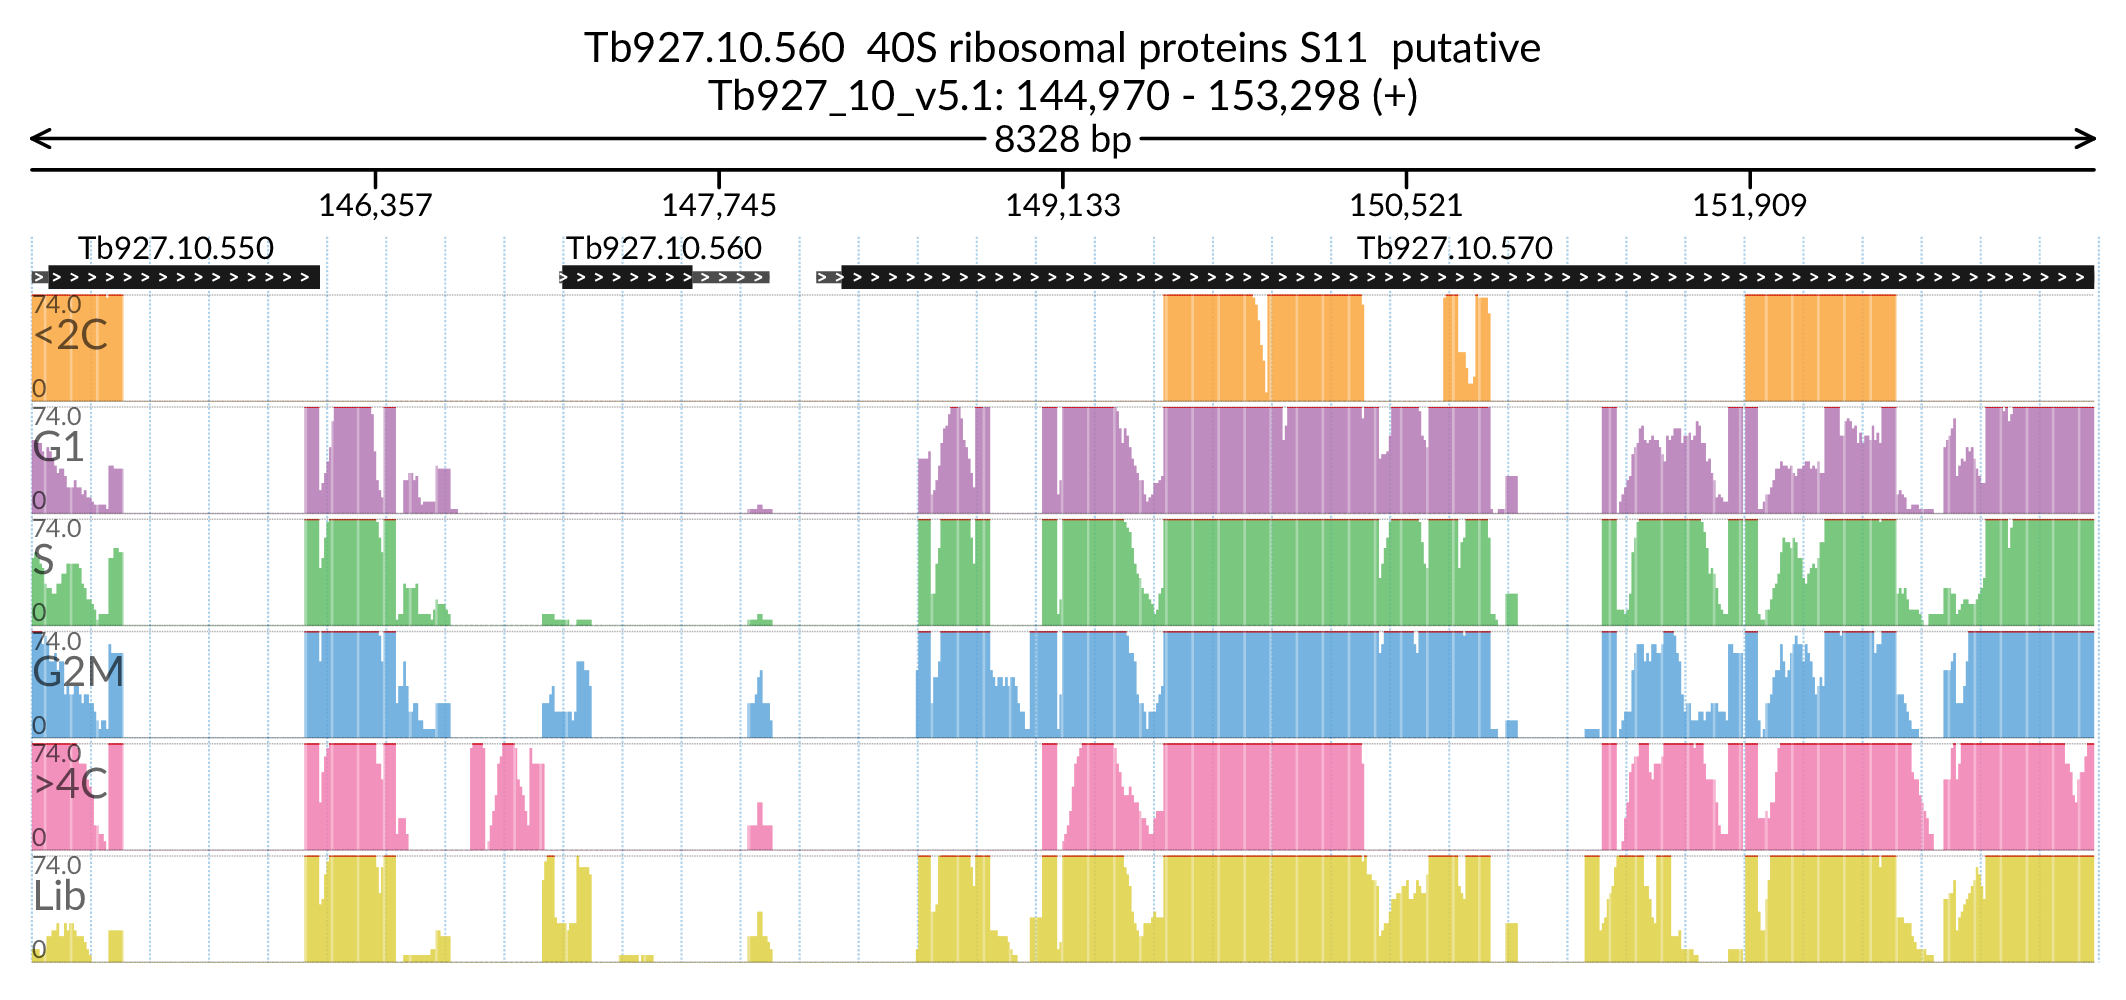 Tb927.10.560  40S ribosomal proteins S11  putative
Tb927_10_v5.1: 144,970 - 153,298 (+)
8328 bp
146,357 147,745 149,133 150,521 151,909
Tb927.10.550 Tb927.10.560 Tb927.10.570
74.0
<2C
0
74.0
G1
0
74.0
S
0
74.0
G2M
0
74.0
>4C
0
74.0
Lib
0